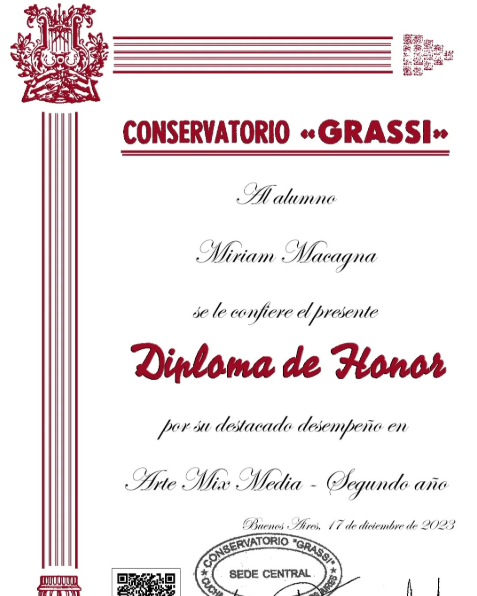 CONSERVATORIO «GRASSI»
Al alumno
Miriam Macagna
se le confiere el presente
Diploma de Honor
por su destacado desempeño en
Arte Mix Media - Segundo año
Buenos Aires, 17 de diciembre de 2023
CONSERVATORIO "GRASSI"
SEDE CENTRAL